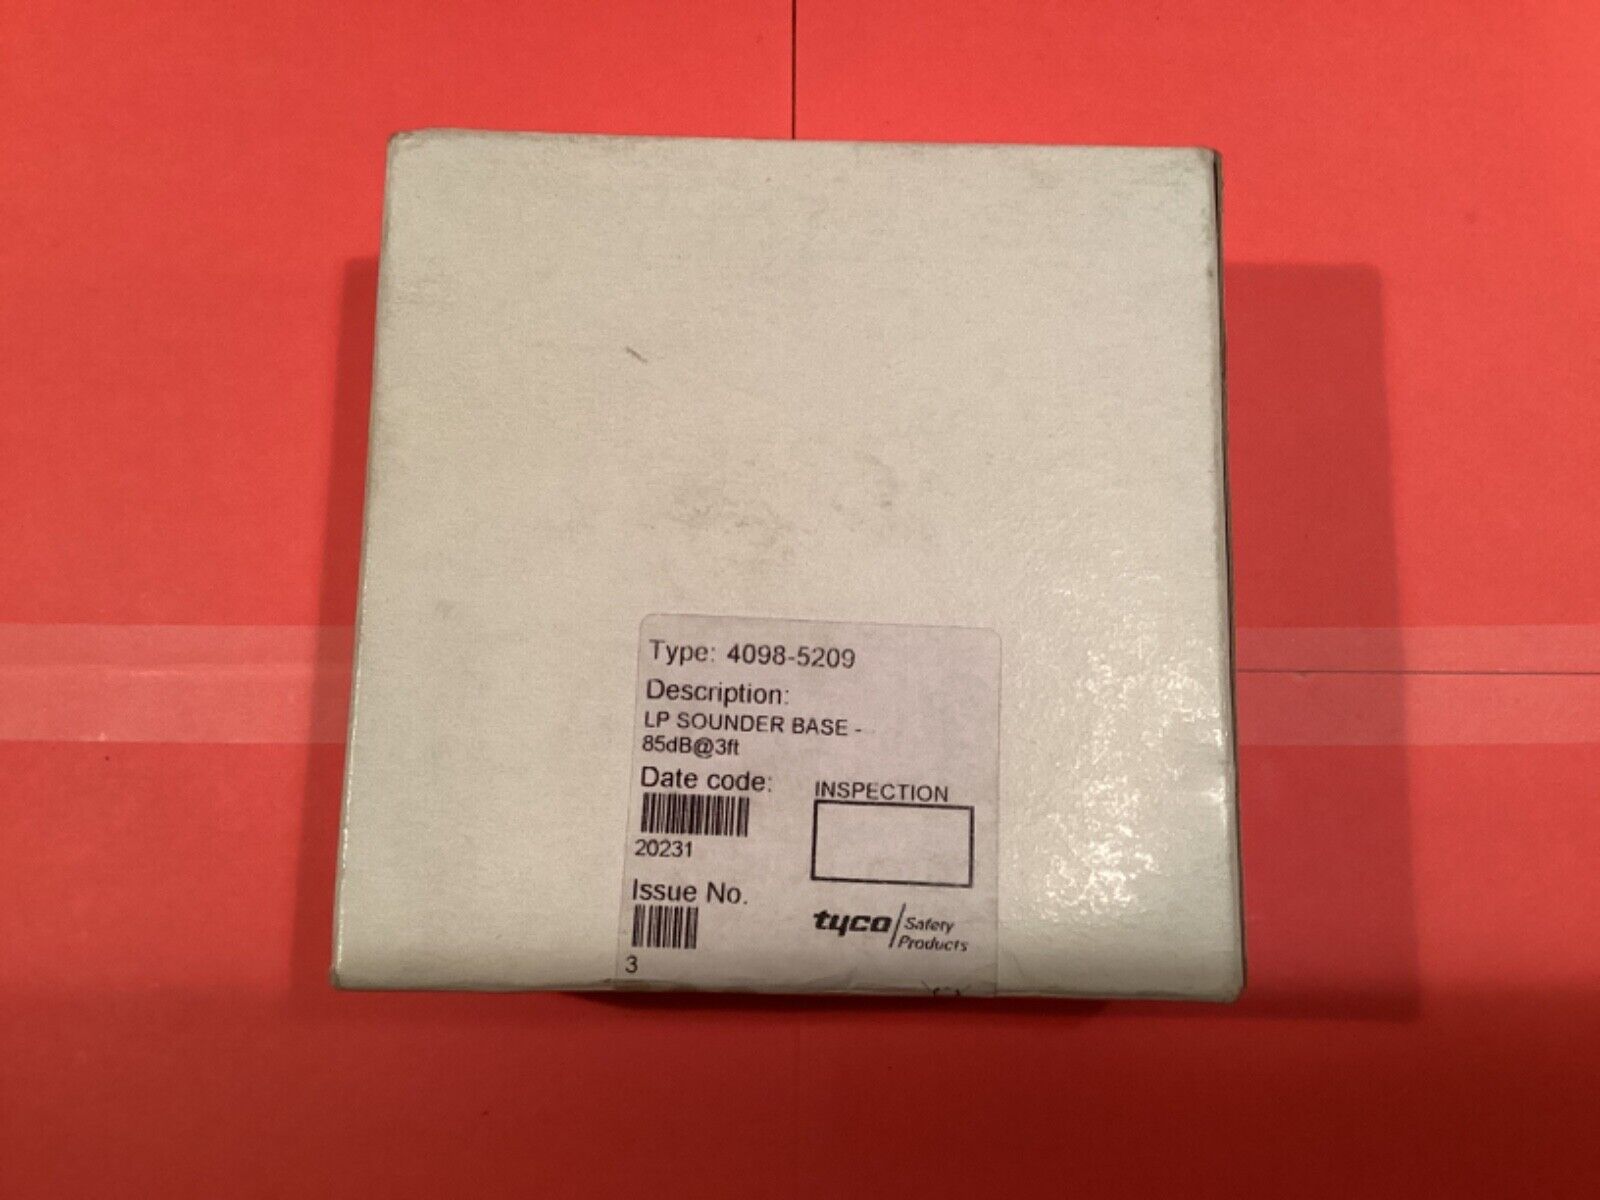 Type: 4098-5209
Description:
LP SOUNDER BASE -
85dB@3ft
Date code:
INSPECTION
20231
Issue No.
tyco Safety
Products
3